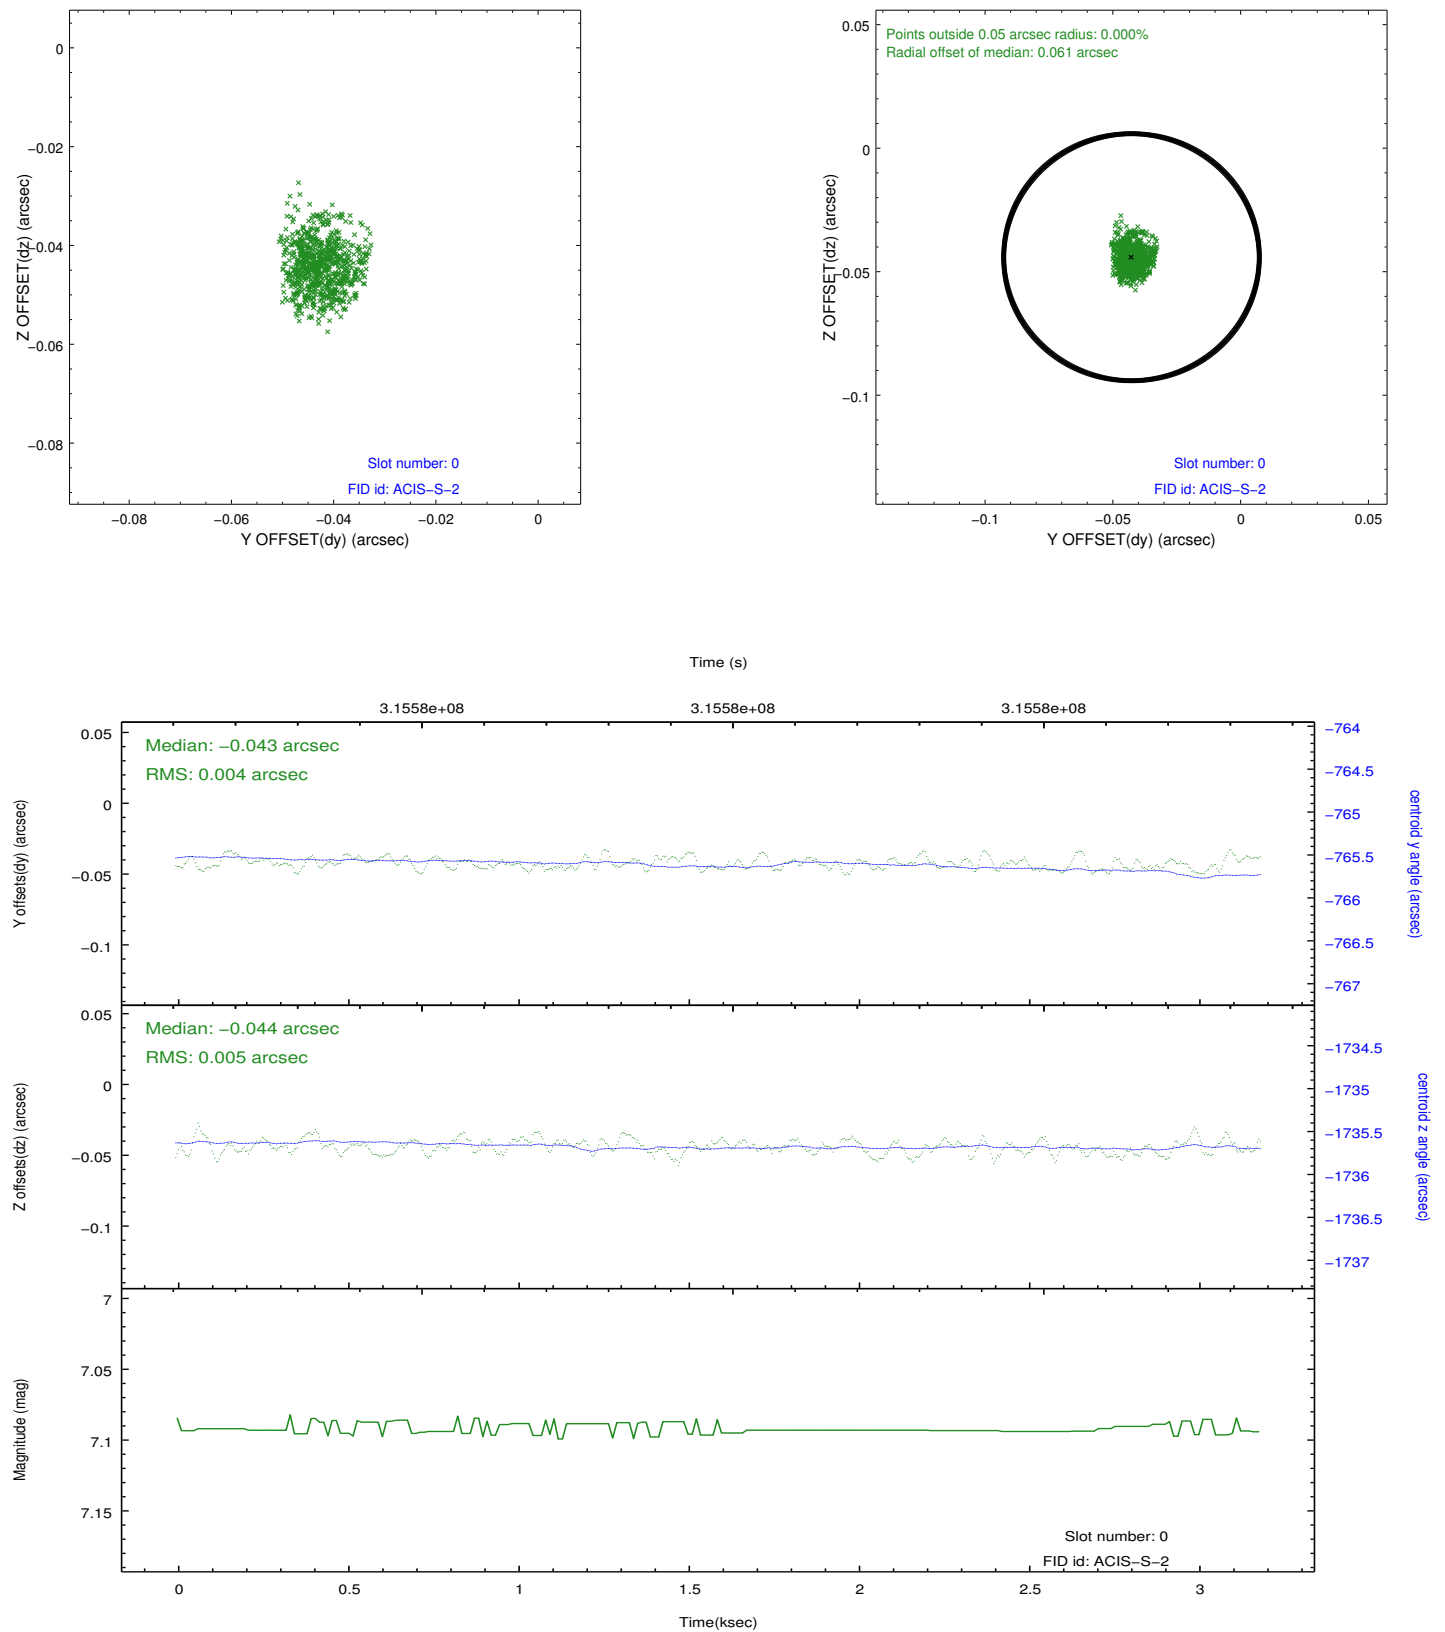 0
−0.02
−0.04
−0.06
−0.08
Z OFFSET(dz) (arcsec)
Slot number: 0
FID id: ACIS−S−2
−0.08
−0.06
−0.04
−0.02
0
Y OFFSET(dy) (arcsec)
Points outside 0.05 arcsec radius: 0.000%
Radial offset of median: 0.061 arcsec
0.05
0
−0.05
−0.1
Z OFFSET(dz) (arcsec)
Slot number: 0
FID id: ACIS−S−2
−0.1
−0.05
0
0.05
Y OFFSET(dy) (arcsec)
Time (s)
3.1558e+08
3.1558e+08
3.1558e+08
Median: −0.043 arcsec
RMS: 0.004 arcsec
0.05
0
−0.05
−0.1
Y offsets(dy) (arcsec)
−764
−764.5
−765
−765.5
−766
−766.5
−767
centroid y angle (arcsec)
Median: −0.044 arcsec
RMS: 0.005 arcsec
0.05
0
−0.05
−0.1
Z offsets(dz) (arcsec)
−1734.5
−1735
−1735.5
−1736
−1736.5
−1737
centroid z angle (arcsec)
7
7.05
7.1
7.15
Magnitude (mag)
Slot number: 0
FID id: ACIS−S−2
0
0.5
1
1.5
2
2.5
3
Time(ksec)